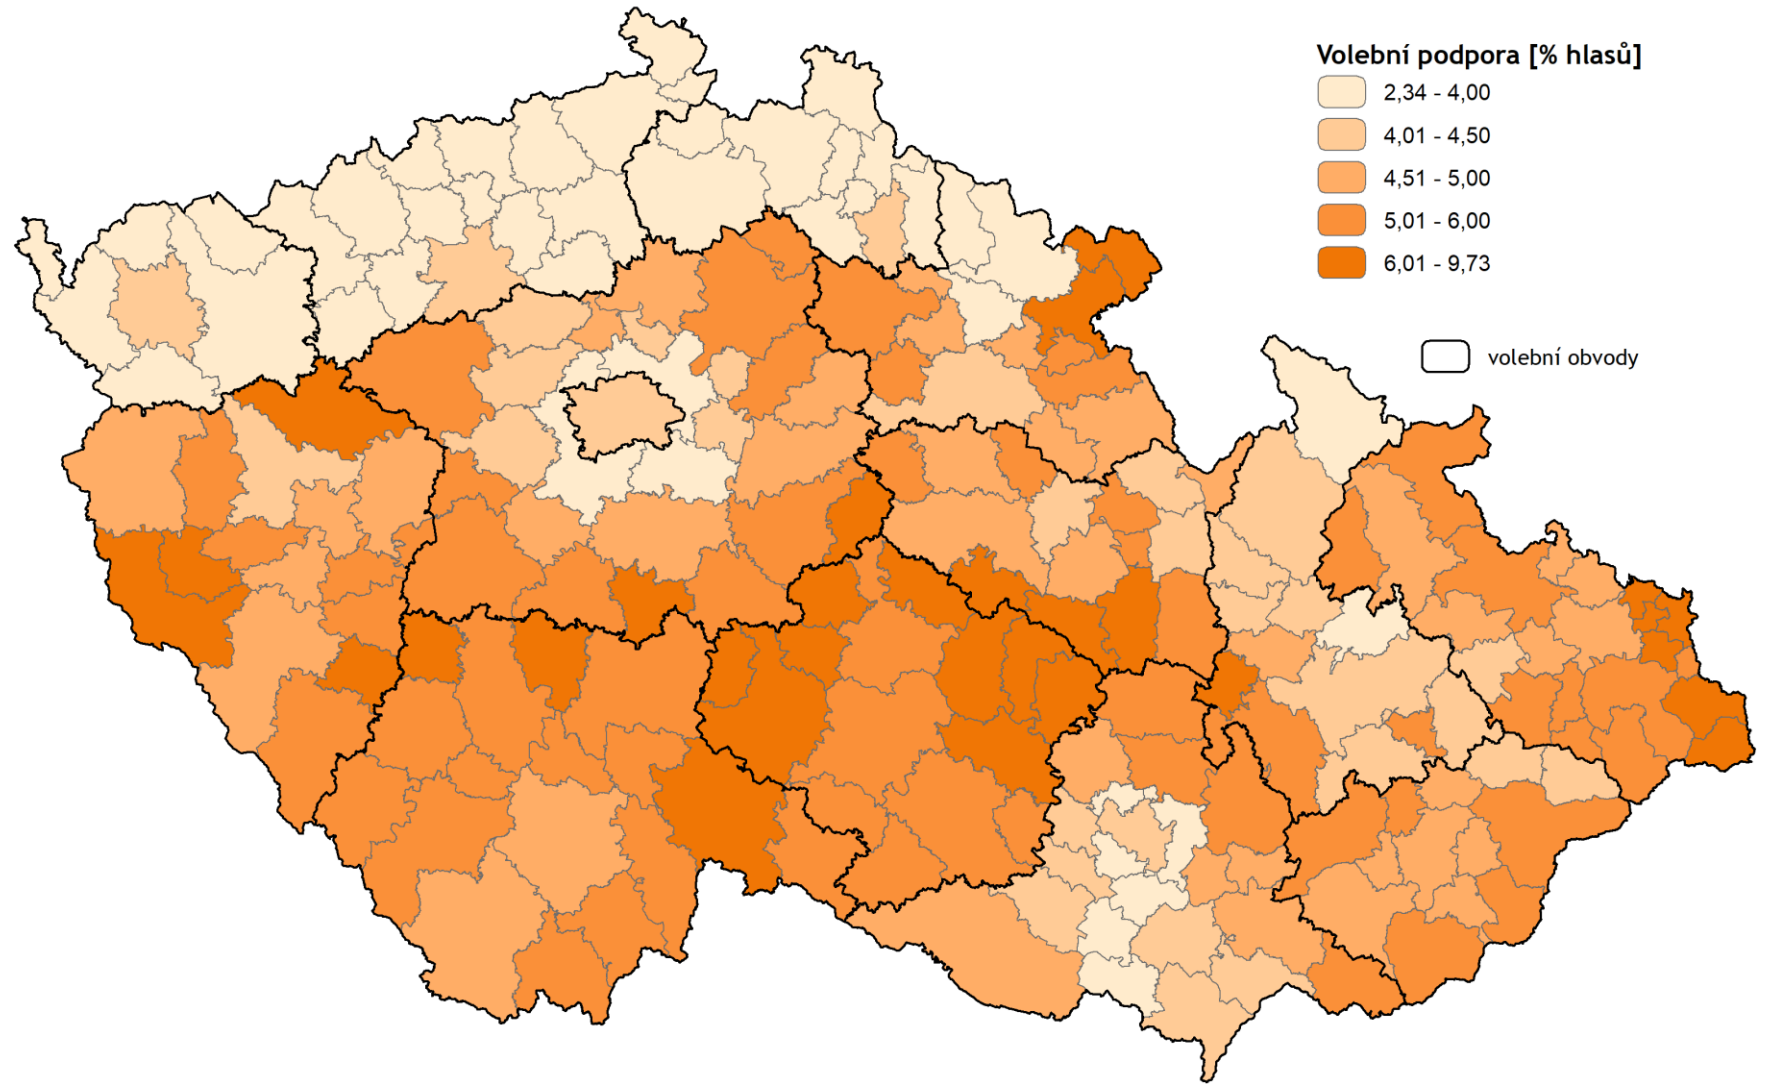 Volební podpora [% hlasů]
2,34 - 4,00
4,01 - 4,50
4,51 - 5,00
5,01 - 6,00
6,01 - 9,73
volební obvody